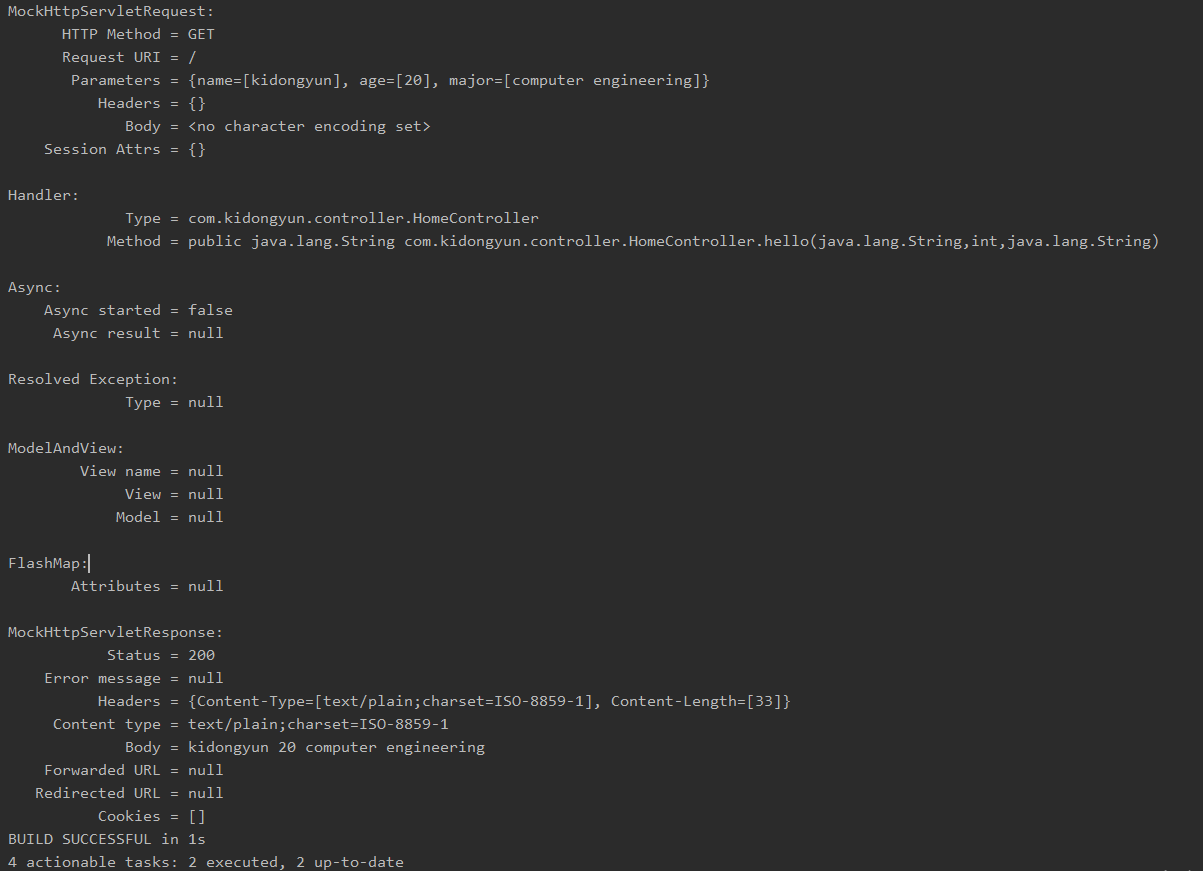 MockHttpServletRequest:
HTTP Method = GET
Request URI = /
Parameters = {name=[kidongyun], age=[20], major=[computer engineering]}
Headers = {}
Body = <no character encoding set>
Session Attrs = {}
Handler:
Type = com.kidongyun.controller.HomeController
Method = public java.lang.String com.kidongyun.controller.HomeController.hello(java.lang.String,int,java.lang.String)
Async:
Async started = false
Async result = null
Resolved Exception:
Type = null
ModelAndView:
View name = null
View = null
Model = null
FlashMap:
Attributes = null
MockHttpServletResponse:
Status = 200
Error message = null
Headers = {Content-Type=[text/plain;charset=ISO-8859-1], Content-Length=[33]}
Content type = text/plain;charset=ISO-8859-1
Body = kidongyun 20 computer engineering
Forwarded URL = null
Redirected URL = null
Cookies = []
BUILD SUCCESSFUL in 1s
4 actionable tasks: 2 executed, 2 up-to-date